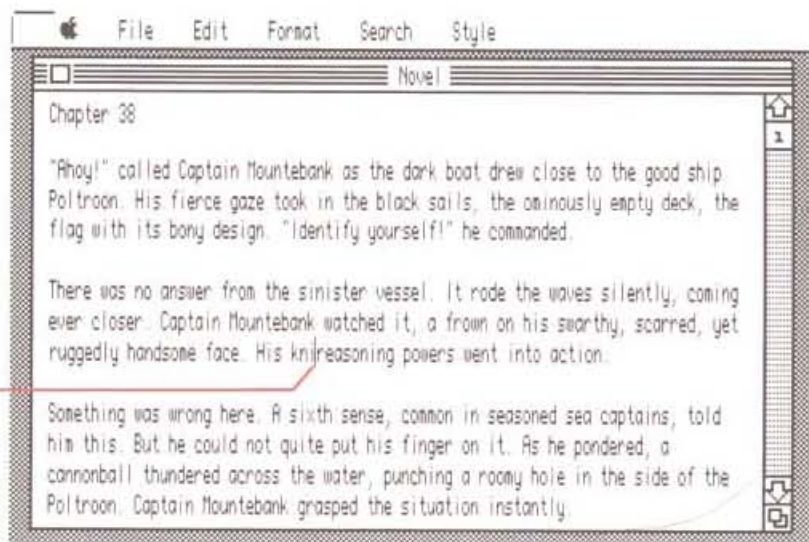 File Edit Format Search Style
Novel
Chapter 38
1
"Ahoy!" called Captain Mountebank as the dark boat drew close to the good ship
Poltroon. His fierce gaze took in the black sails, the ominously empty deck, the
flag with its bony design. "Identify yourself!" he commanded.
There was no answer from the sinister vessel. It rode the waves silently, coming
ever closer. Captain Mountebank watched it, a frown on his swarthy, scarred, yet
ruggedly handsome face. His knireasoning powers went into action.
Something was wrong here. A sixth sense, common in seasoned sea captains, told
him this. But he could not quite put his finger on it. As he pondered, a
cannonball thundered across the water, punching a roomy hole in the side of the
Poltroon. Captain Mountebank grasped the situation instantly.